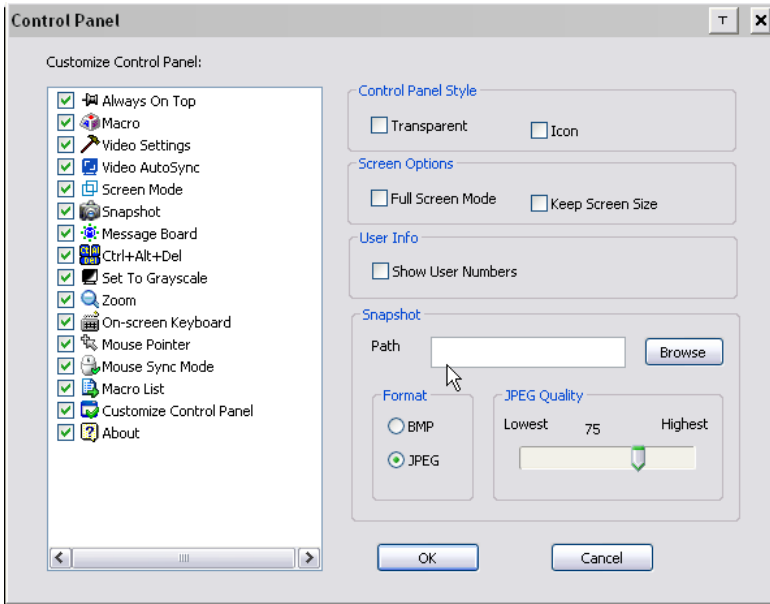 Control Panel
T X
Customize Control Panel:
Always On Top
Macro
Video Settings
Video AutoSync
Screen Mode
Snapshot
Message Board
Ctrl+Alt+Del
Set To Grayscale
Zoom
On-screen Keyboard
Mouse Pointer
Mouse Sync Mode
Macro List
Customize Control Panel
About
Control Panel Style
Transparent
Icon
Screen Options
Full Screen Mode
Keep Screen Size
User Info
Show User Numbers
Snapshot
Path
Browse
Format
BMP
JPEG
JPEG Quality
Lowest 75 Highest
OK
Cancel